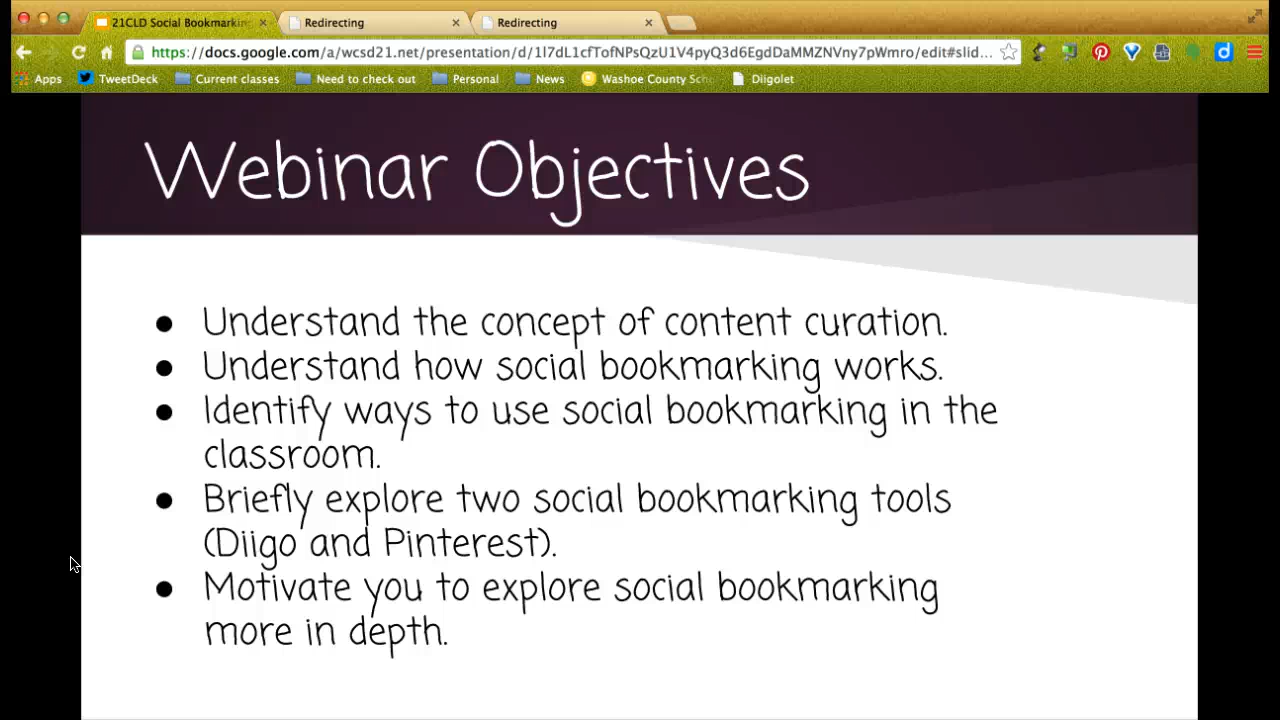 21CLD Social Bookmarkin
Redirecting
Redirecting
https://docs.google.com/a/wcsd21.net/presentation/d/1l7dL1cfTofNPsQzU1V4pyQ3d6EgdDaMMZNVny7pWmro/edit#slid...
Apps TweetDeck Current classes Need to check out Personal News Washoe County Scho Diigolet
Webinar Objectives
● Understand the concept of content curation.
● Understand how social bookmarking works.
● Identify ways to use social bookmarking in the
classroom.
● Briefly explore two social bookmarking tools
(Diigo and Pinterest).
● Motivate you to explore social bookmarking
more in depth.